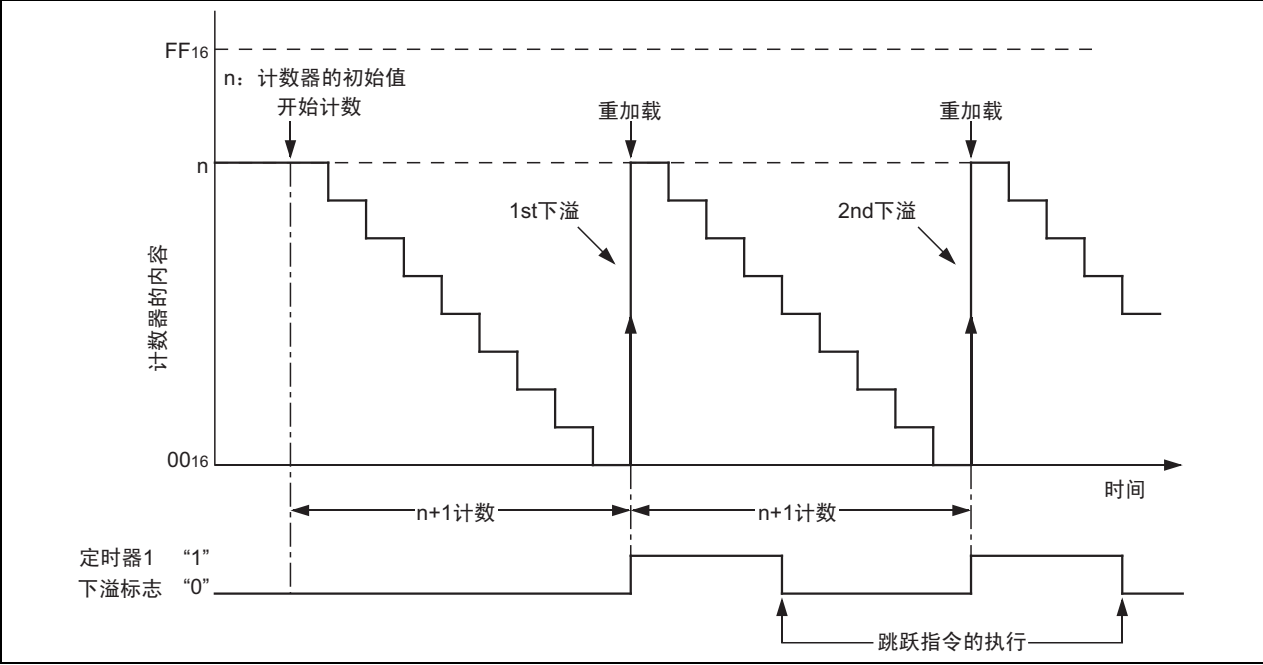 FF16
n：计数器的初始值
开始计数
重加载
重加载
n
1st下溢
2nd下溢
计数器的内容
0016
时间
n+1计数
n+1计数
定时器1 “1”
下溢标志 “0”
跳跃指令的执行